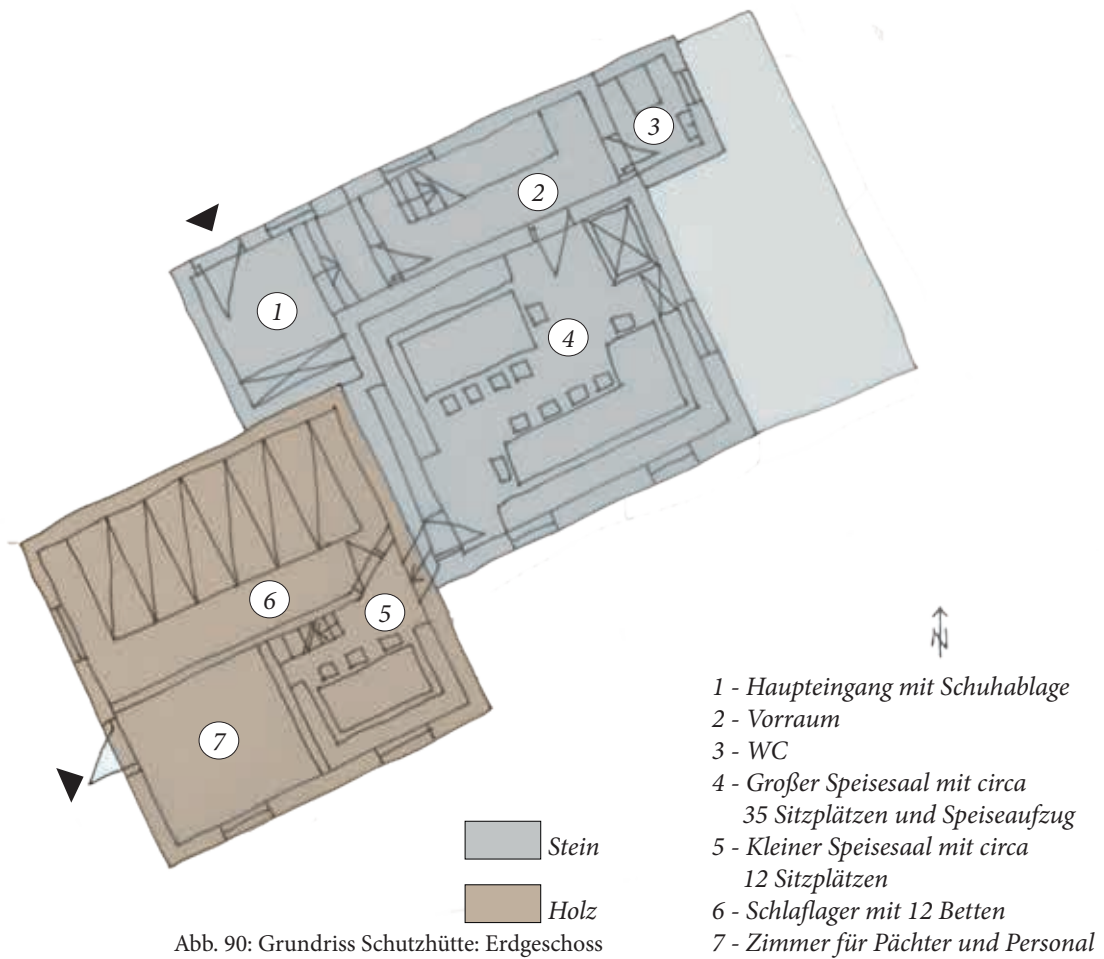 3
2
1
4
6
5
7
N
1 - Haupteingang mit Schuhablage
2 - Vorraum
3 - WC
4 - Großer Speisesaal mit circa
35 Sitzplätzen und Speiseaufzug
5 - Kleiner Speisesaal mit circa
12 Sitzplätzen
6 - Schlaflager mit 12 Betten
7 - Zimmer für Pächter und Personal
Stein
Holz
Abb. 90: Grundriss Schutzhütte: Erdgeschoss